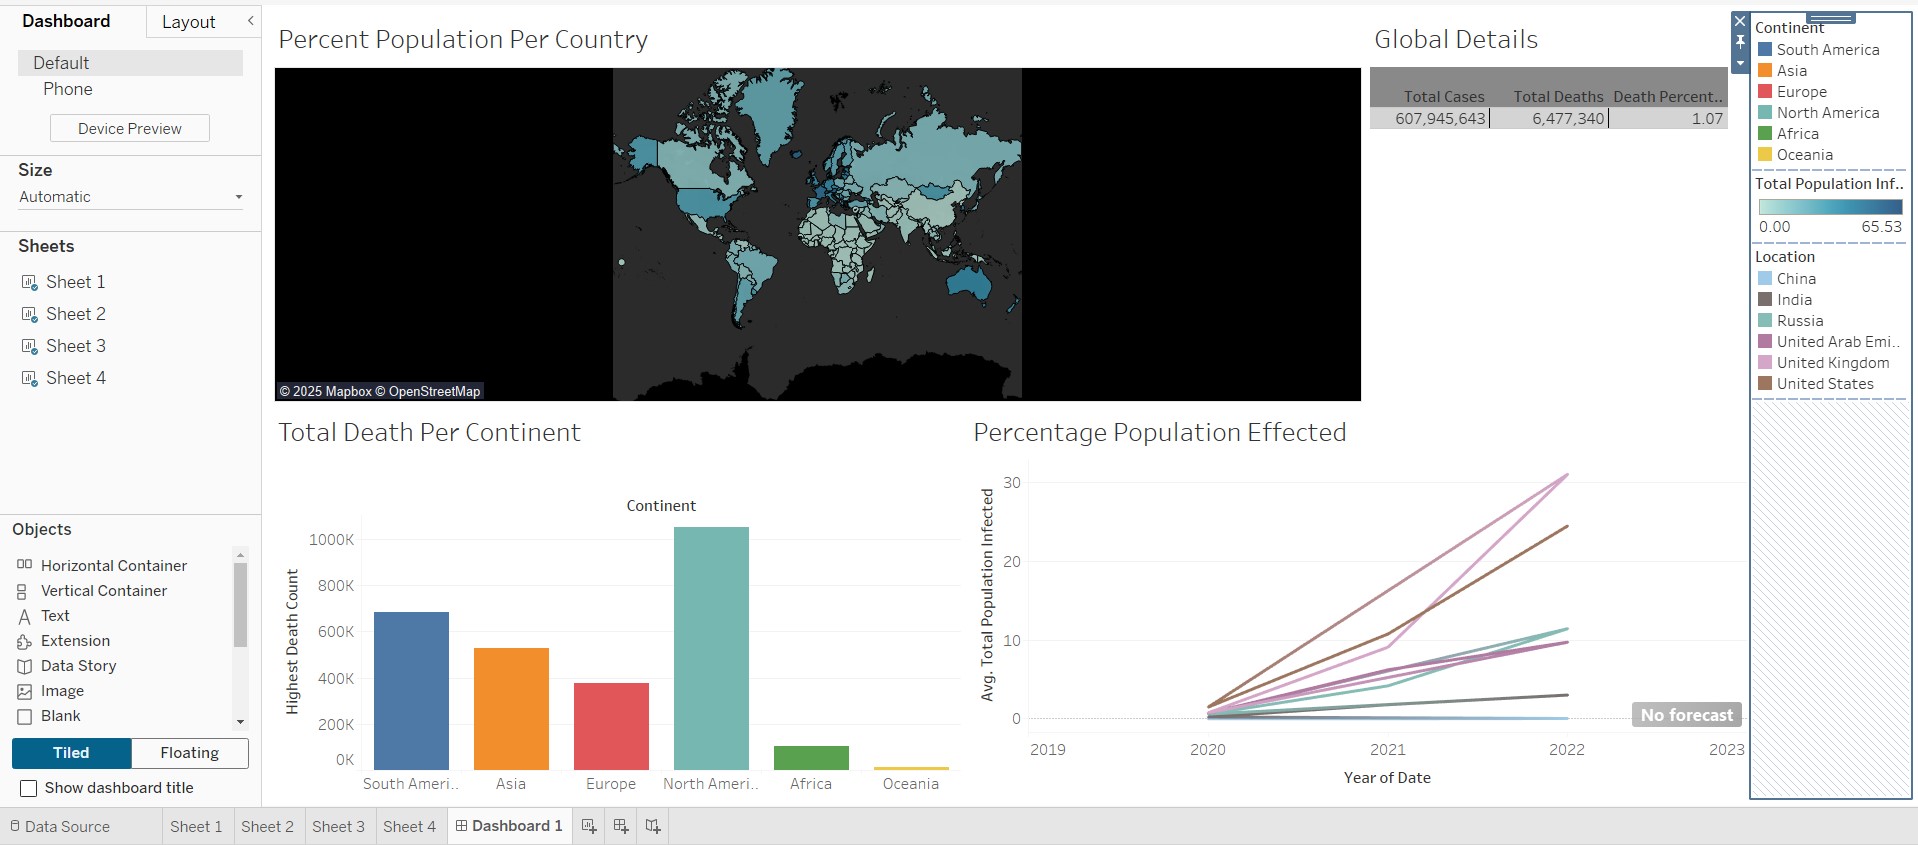 Dashboard
Layout
Default
Phone
Device Preview
Size
Automatic
Sheets
Sheet 1
Sheet 2
Sheet 3
Sheet 4
Objects
Horizontal Container
Vertical Container
Text
Extension
Data Story
Image
Blank
Tiled
Floating
Show dashboard title
Percent Population Per Country
© 2025 Mapbox © OpenStreetMap
Global Details
Total Cases Total Deaths Death Percent..
607,945,643 6,477,340 1.07
Total Death Per Continent
Continent
Highest Death Count
1000K
800K
600K
400K
200K
0K
South Ameri.. Asia Europe North Ameri.. Africa Oceania
Percentage Population Effected
Avg. Total Population Infected
30
20
10
0
No forecast
2019 2020 2021 2022 2023
Year of Date
Continent
South America
Asia
Europe
North America
Africa
Oceania
Total Population Inf..
0.00 65.53
Location
China
India
Russia
United Arab Emi..
United Kingdom
United States
Data Source Sheet 1 Sheet 2 Sheet 3 Sheet 4 Dashboard 1